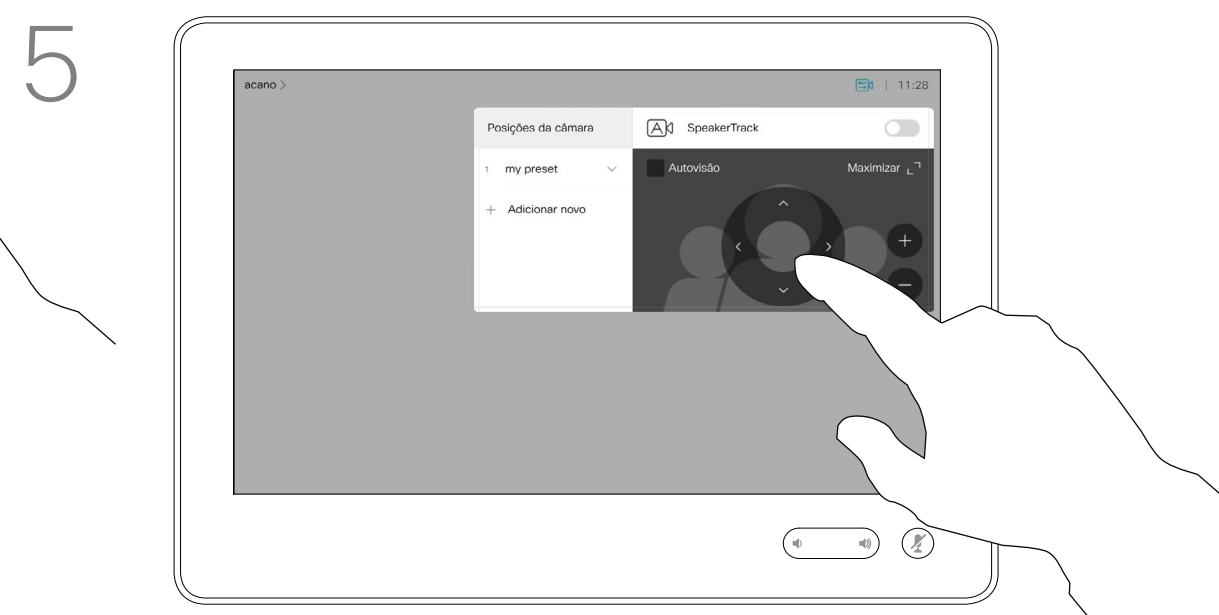 5
acano >
11:28
Posições da câmara
SpeakerTrack
1 my preset
Autovisão
Maximizar
+ Adicionar novo